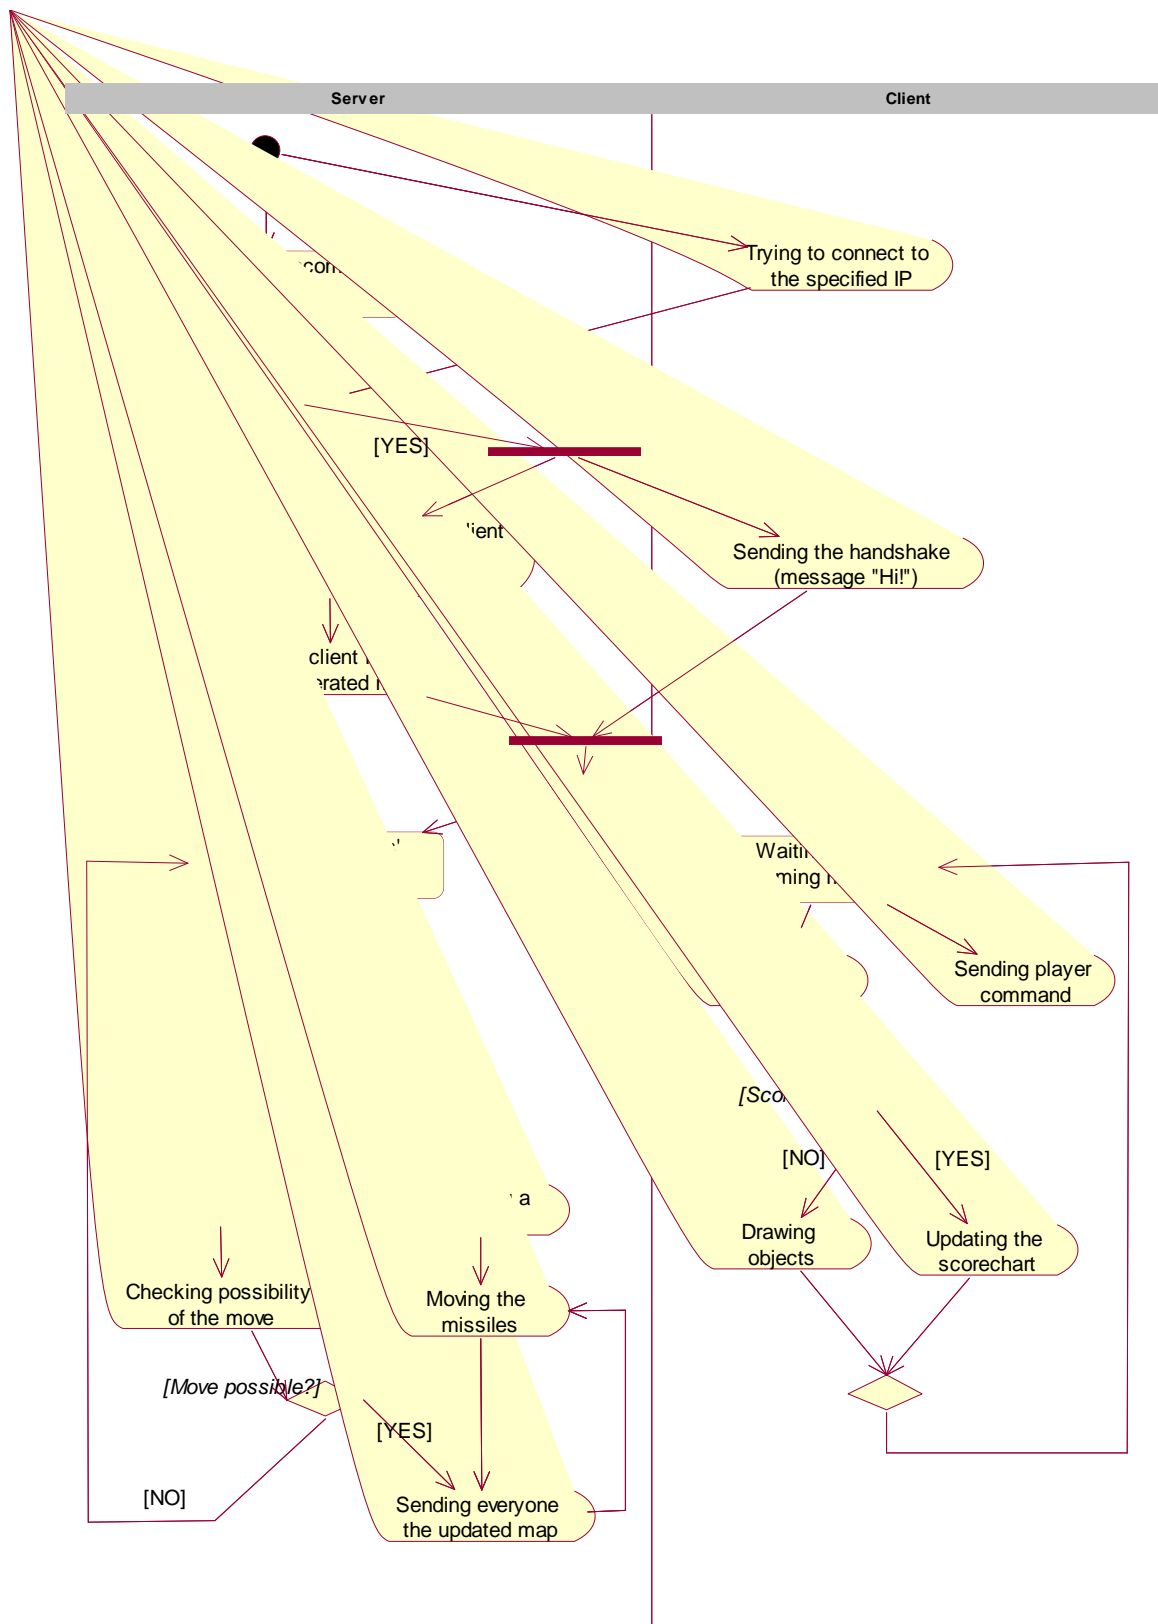 Server
Client
Trying to connect to
the specified IP
[YES]
Sending the handshake
(message "Hi!")
client
Sending player
command
[NO]
[YES]
a
Drawing
objects
Updating the
scorechart
Checking possibility
of the move
Moving the
missiles
[Move possible?]
[YES]
[NO]
Sending everyone
the updated map